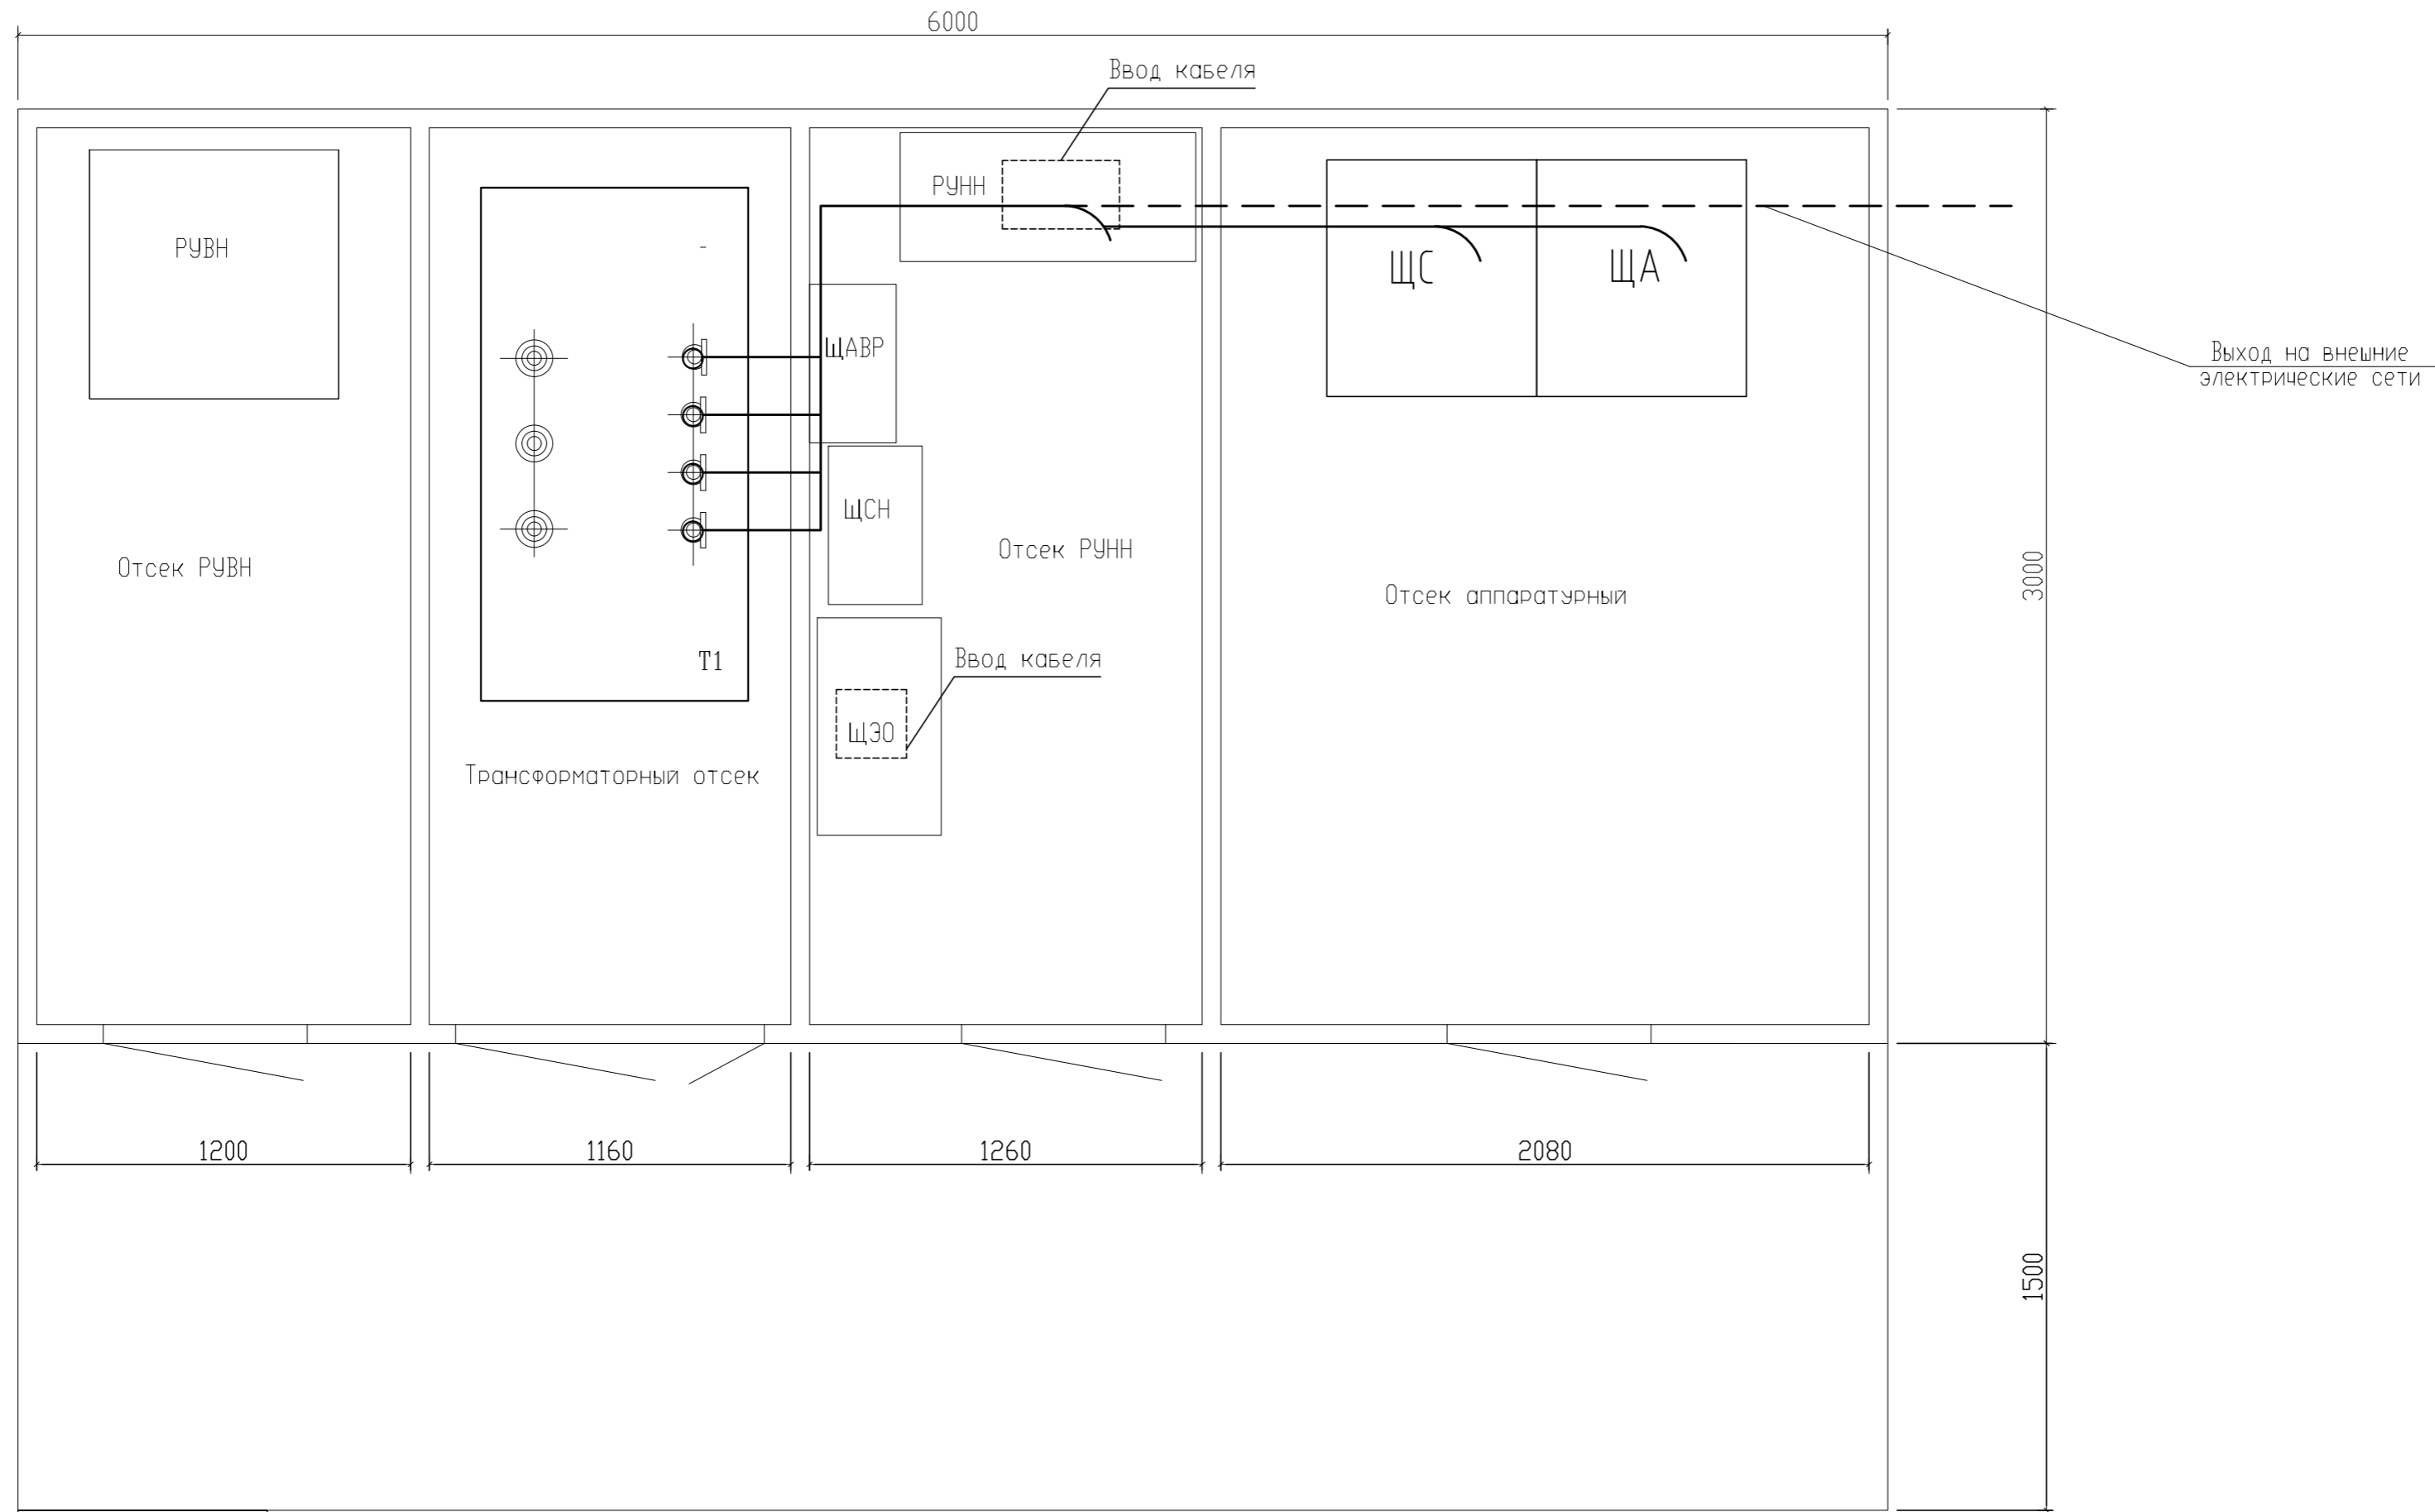 6000
Ввод кабеля
РУНН
РУВН
ЩС
ЩА
ЩАВР
Выход на внешние
электрические сети
ЩСН
Отсек РУВН
Отсек РУНН
Отсек аппаратурный
3000
Т1
Ввод кабеля
ЩЭО
Трансформаторный отсек
1200
1160
1260
2080
1500